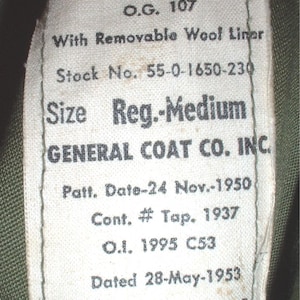 O.G. 107
With Removable Wool Liner
Stock No. 55-0-1650-230
Size Reg.-Medium
GENERAL COAT CO. INC.
Patt. Date-24 Nov.-1950
Cont. # Tap. 1937
O.I. 1995 C53
Dated 28-May-1953